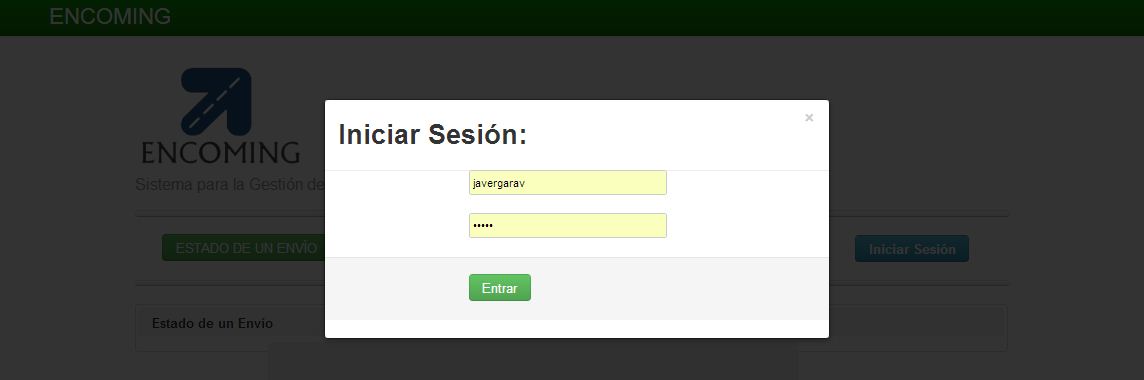 ENCOMING
ENCOMING
Sistema para la Gestión de
Iniciar Sesión:
×
javergarav
•••••
Entrar
ESTADO DE UN ENVÍO
Iniciar Sesión
Estado de un Envío